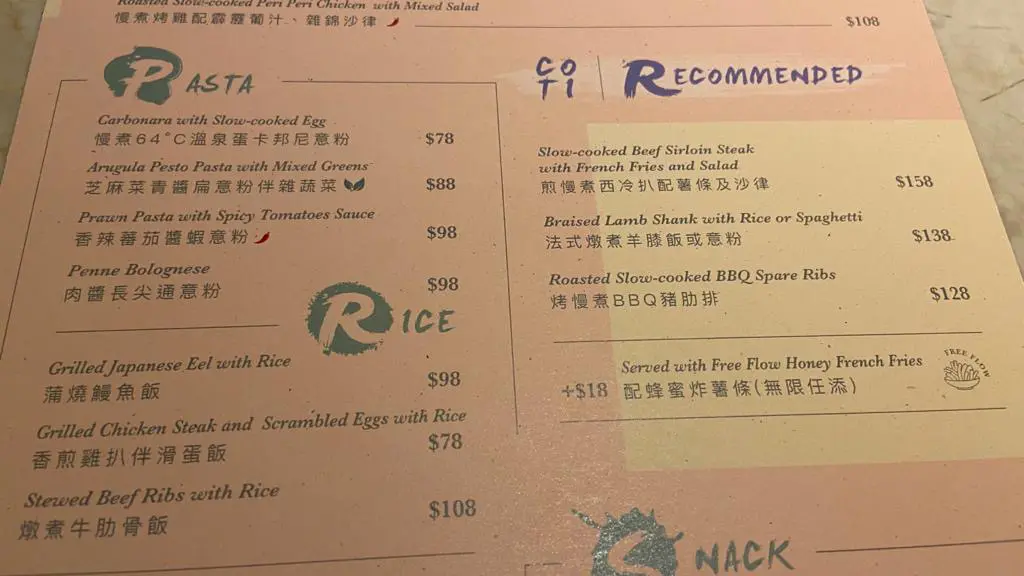 Roasted Slow-cooked Peri Peri Chicken with Mixed Salad
慢煮烤雞配霹靂葡汁、雜錦沙律 $108
PASTA
Carbonara with Slow-cooked Egg
慢煮64°C溫泉蛋卡邦尼意粉 $78
Arugula Pesto Pasta with Mixed Greens
芝麻菜青醬扁意粉伴雜蔬菜 $88
Prawn Pasta with Spicy Tomatoes Sauce
香辣蕃茄醬蝦意粉 $98
Penne Bolognese
肉醬長尖通意粉 $98
RICE
Grilled Japanese Eel with Rice
蒲燒鰻魚飯 $98
Grilled Chicken Steak and Scrambled Eggs with Rice
香煎雞扒伴滑蛋飯 $78
Stewed Beef Ribs with Rice
燉煮牛肋骨飯 $108
COTI RECOMMENDED
Slow-cooked Beef Sirloin Steak
with French Fries and Salad
煎慢煮西冷扒配薯條及沙律 $158
Braised Lamb Shank with Rice or Spaghetti
法式燉煮羊膝飯或意粉 $138
Roasted Slow-cooked BBQ Spare Ribs
烤慢煮BBQ豬肋排 $128
Served with Free Flow Honey French Fries
+$18 配蜂蜜炸薯條(無限任添)
FREE FLOW
SNACK